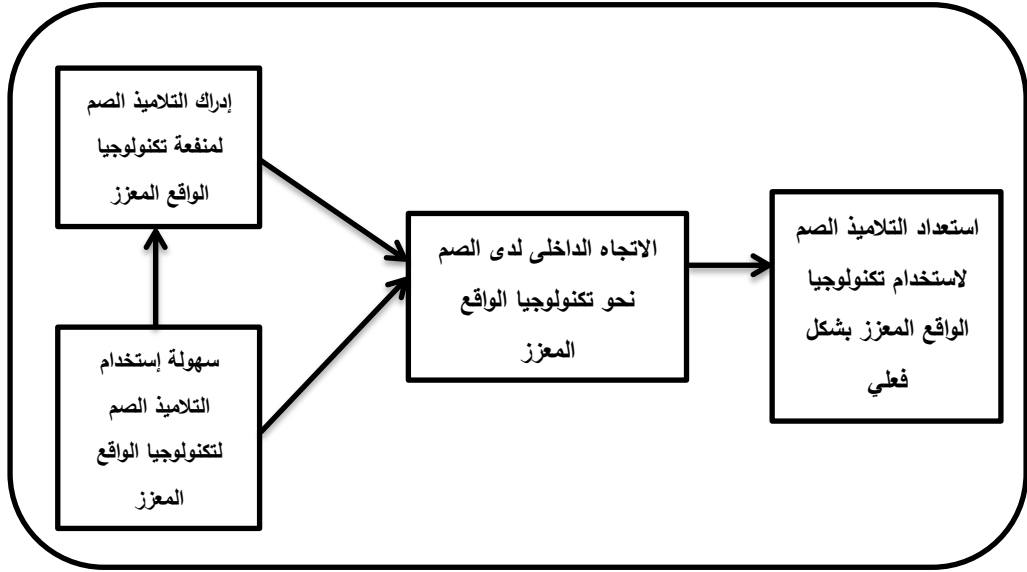 إدراك التلاميذ الصم
لمنفعة تكنولوجيا
الواقع المعزز
سهولة إستخدام
التلاميذ الصم
لتكنولوجيا الواقع
المعزز
الاتجاه الداخلى لدى الصم
نحو تكنولوجيا الواقع
المعزز
استعداد التلاميذ الصم
لاستخدام تكنولوجيا
الواقع المعزز بشكل
فعلي